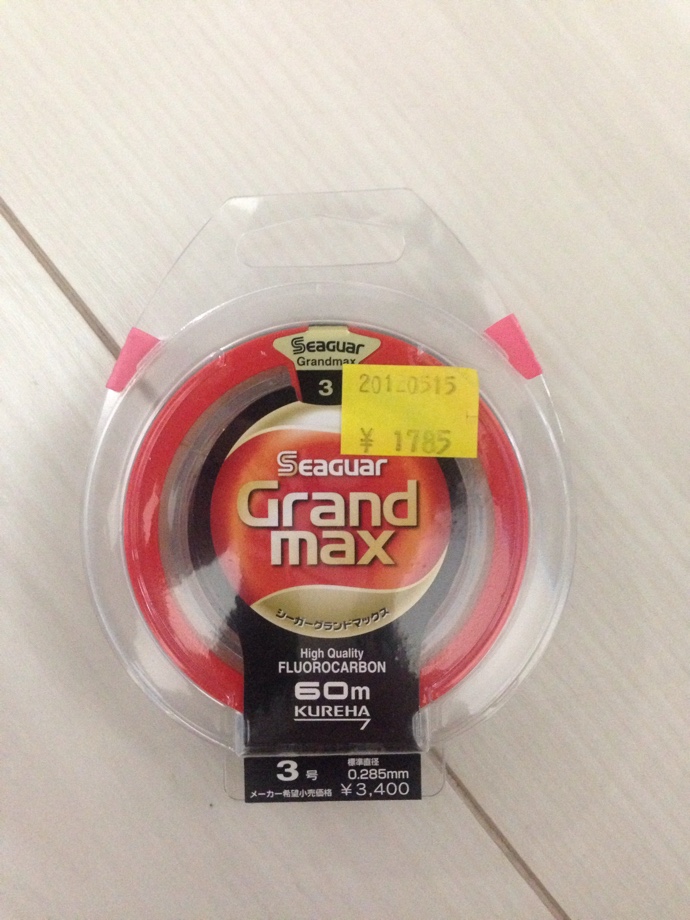 Seaguar
Grandmax
3
20120515
¥ 1785
Seaguar
Grand
max
シーガーグランドマックス
High Quality
FLUOROCARBON
60m
KUREHA
3号
標準直径
0.285mm
メーカー希望小売価格 ¥3,400